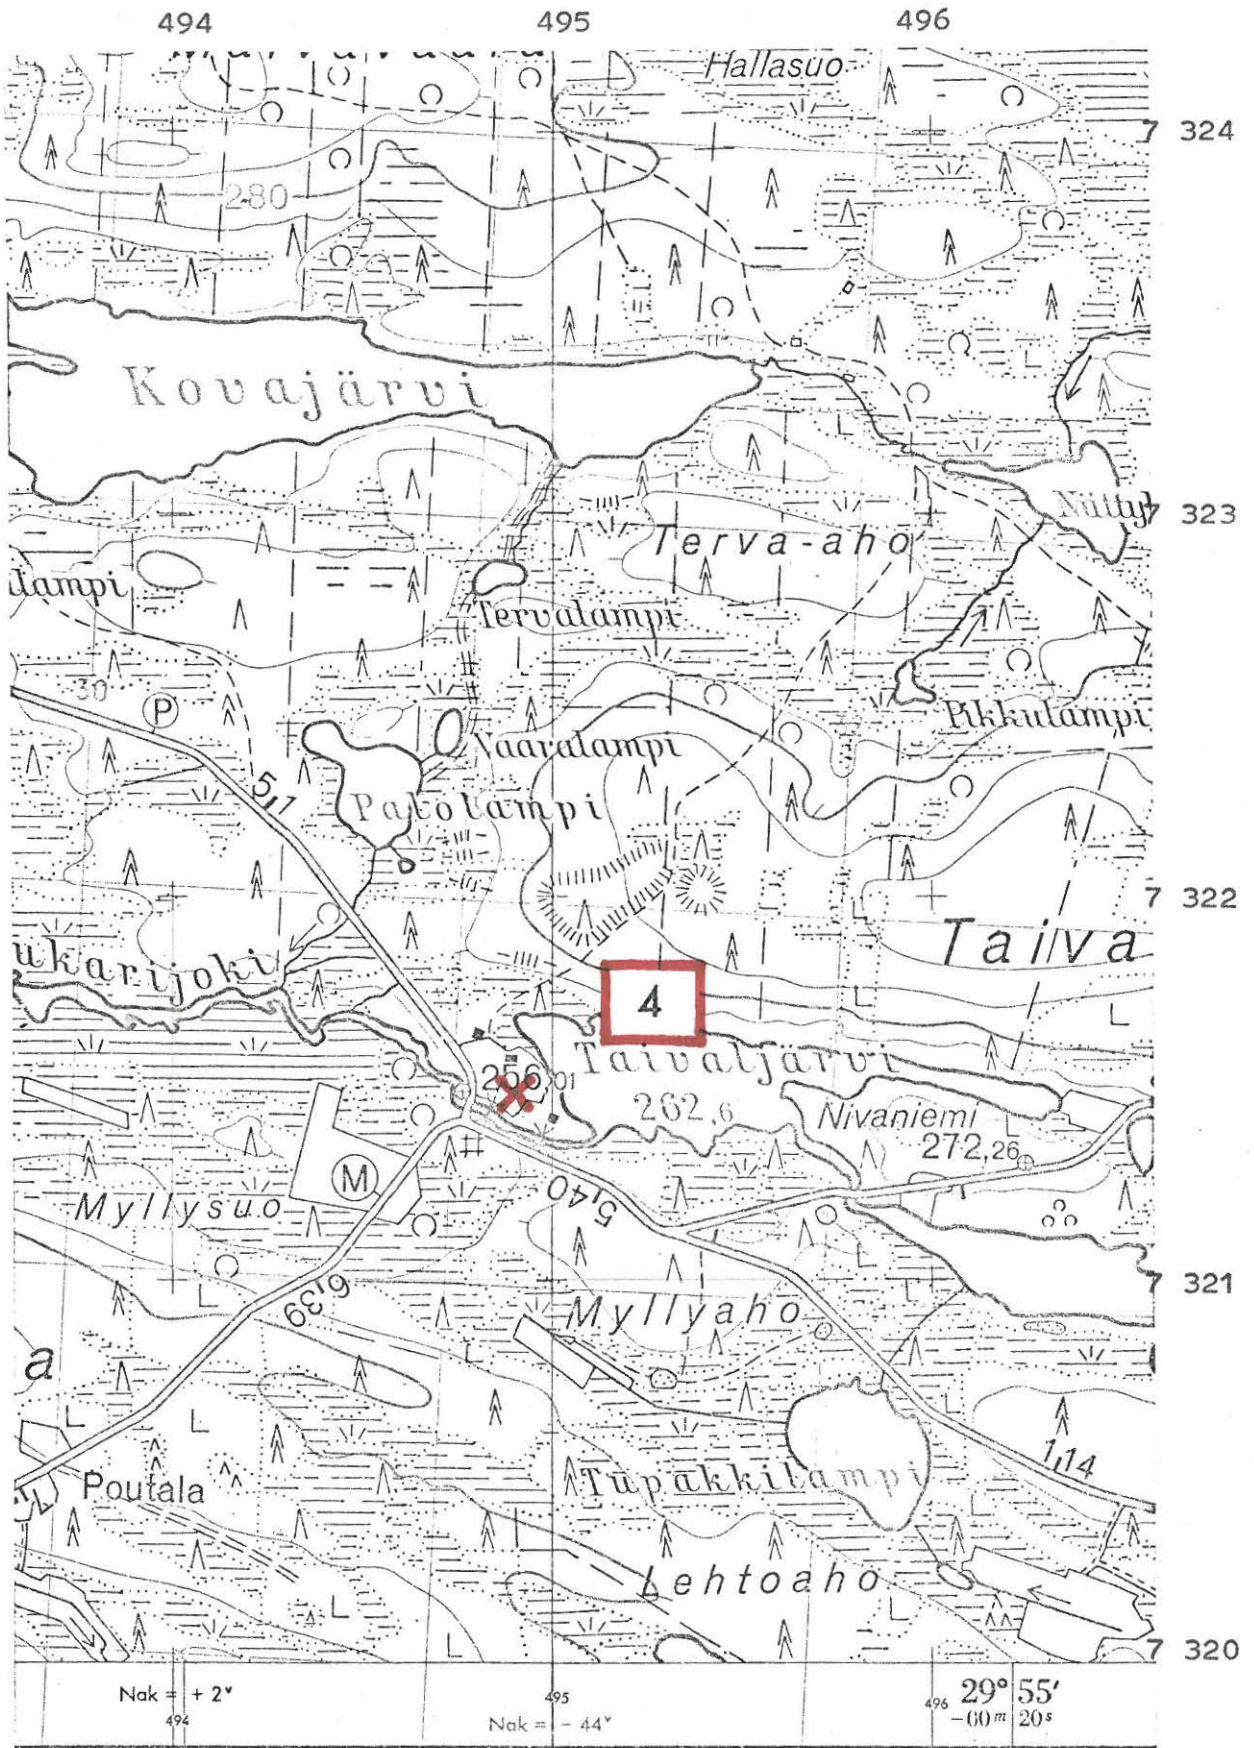 494 495 496
Hallasuo
7 324
280
Kovajärvi
Niitty
7 323
Terva-aho
lampi
Tervalampi
30
P
Pikkulampi
Vaaralampi
5,1
Patolampi
7 322
Taiva
ukarijoki
4
Taivaljärvi
256,01
262,6
Nivaniemi
272,26
M
5,40
Myllysuo
7 321
6,39
Myllyaho
a
1,14
Tupakkilampi
Poutala
Lehtoaho
7 320
Nak = + 2ᵛ
494
495
Nak = - 44ᵛ
496
29° 55'
-00ᵐ 20ˢ